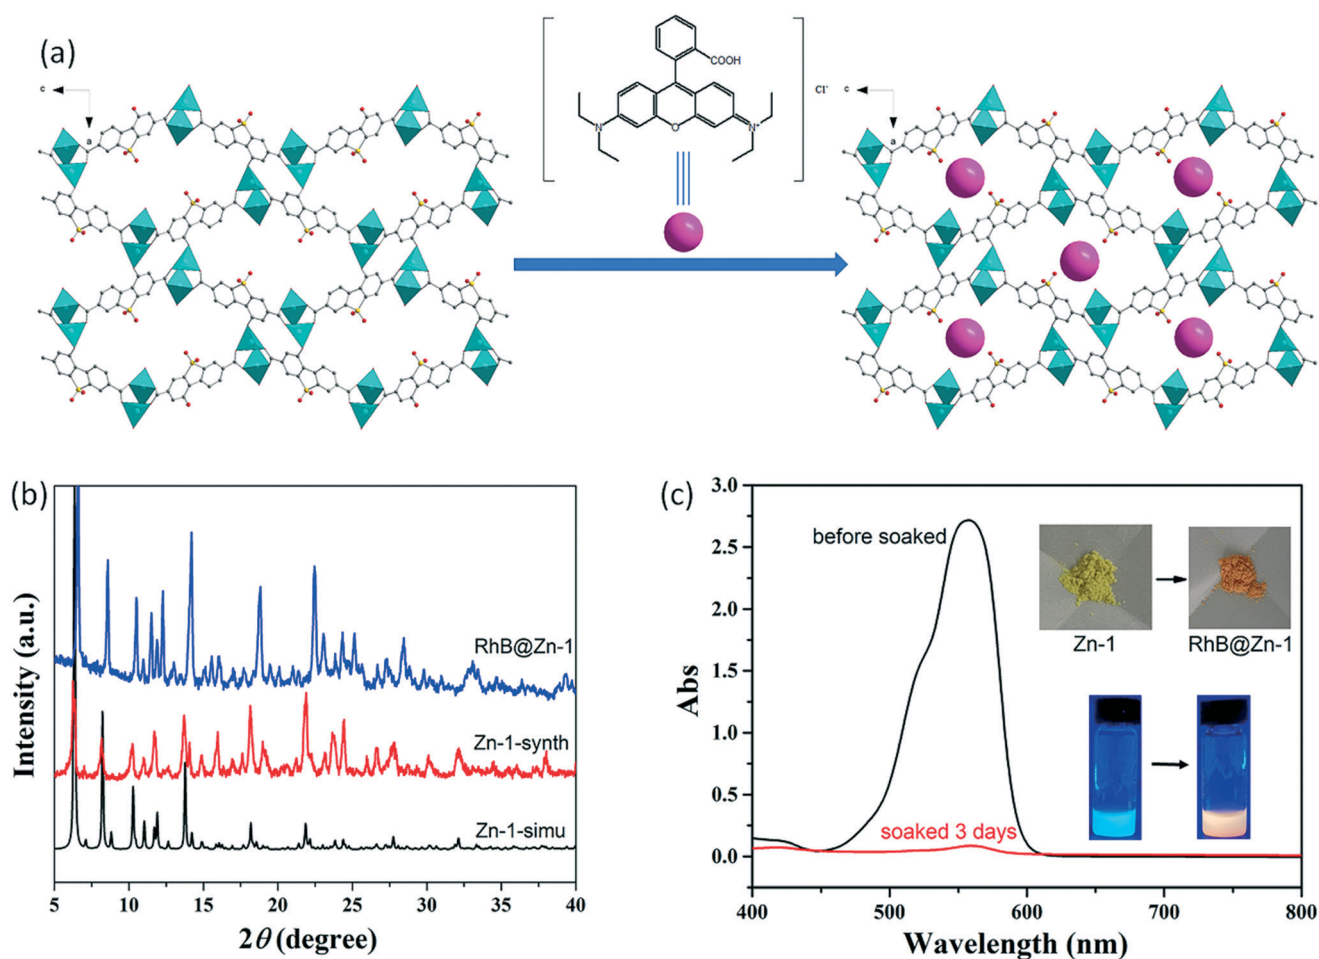 (a)
c
a
COOH
N
O
N+
Cl-
c
a
(b)
Intensity (a.u.)
RhB@Zn-1
Zn-1-synth
Zn-1-simu
5 10 15 20 25 30 35 40
2θ (degree)
(c)
Abs
3.0
2.5
2.0
1.5
1.0
0.5
0.0
before soaked
Zn-1
RhB@Zn-1
soaked 3 days
400 500 600 700 800
Wavelength (nm)